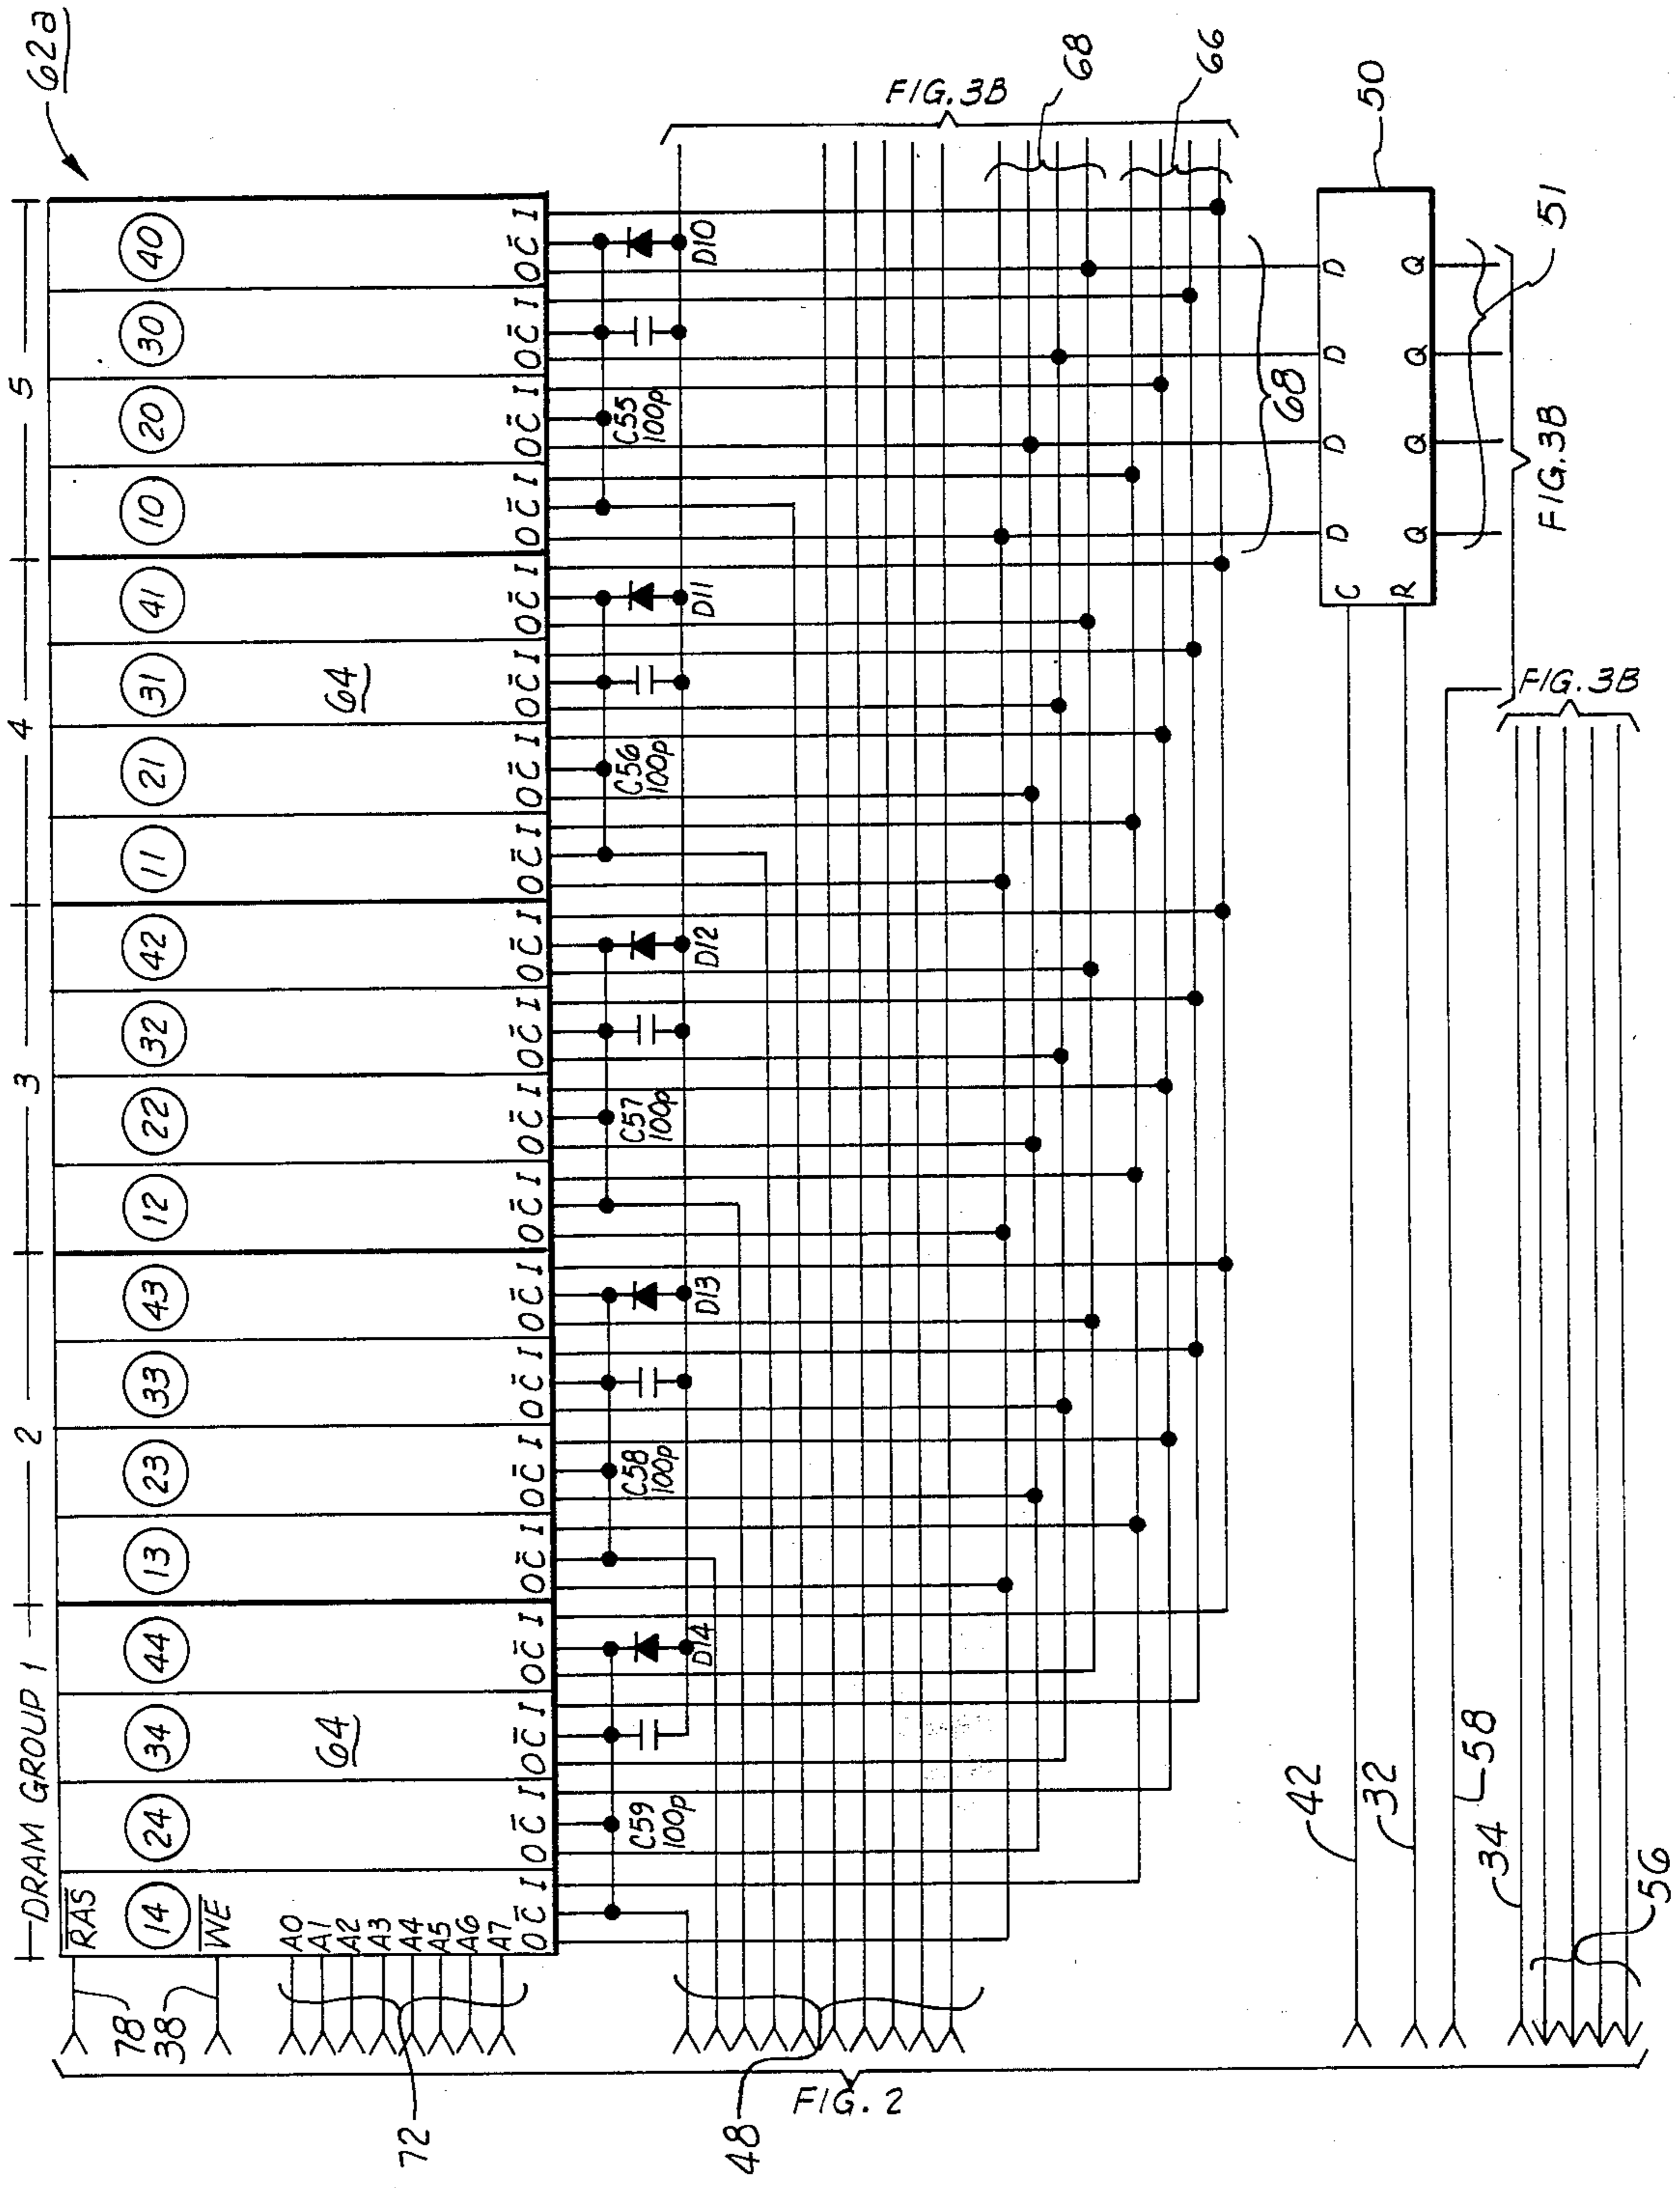 62a
DRAM GROUP 1 2 3 4 5
RAS
14 24 34 44 13 23 33 43 12 22 32 42 11 21 31 41 10 20 30 40
WE
64 64
A0
A1
A2
A3
A4
A5
A6
A7
O C̄ I O C̄ I O C̄ I O C̄ I O C̄ I O C̄ I O C̄ I O C̄ I O C̄ I O C̄ I O C̄ I O C̄ I O C̄ I O C̄ I O C̄ I O C̄ I O C̄ I O C̄ I O C̄ I O C̄ I
78
38
72
48
C59
100p
D14
C58
100p
D13
C57
100p
D12
C56
100p
D11
C55
100p
D10
FIG. 3B
68
66
FIG. 2
68
50
C D D D D
R Q Q Q Q
51
FIG. 3B
42
32
58
34
56
FIG. 3B